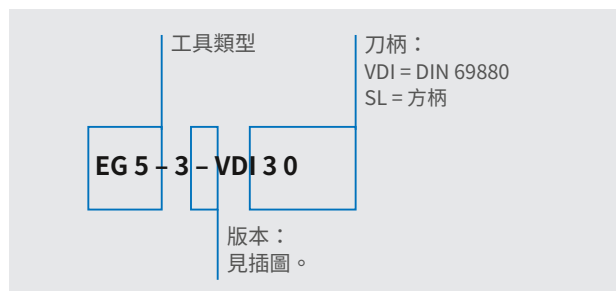 工具類型
刀柄：
VDI = DIN 69880
SL = 方柄
EG 5 – 3 – VDI 3 0
版本：
見插圖。